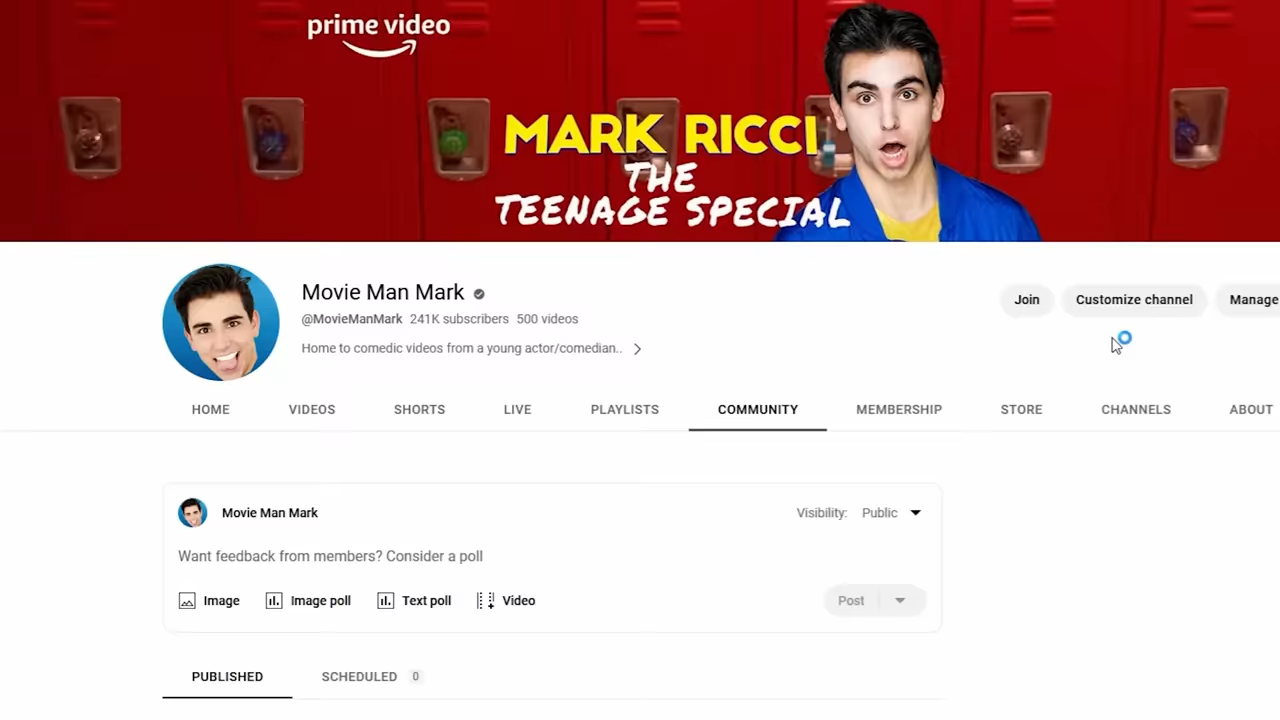 prime video
MARK RICCI
THE
TEENAGE SPECIAL
Movie Man Mark
@MovieManMark 241K subscribers 500 videos
Home to comedic videos from a young actor/comedian..
Join Customize channel Manage
HOME VIDEOS SHORTS LIVE PLAYLISTS COMMUNITY MEMBERSHIP STORE CHANNELS ABOUT
Movie Man Mark Visibility: Public
Want feedback from members? Consider a poll
Image Image poll Text poll Video Post
PUBLISHED SCHEDULED 0